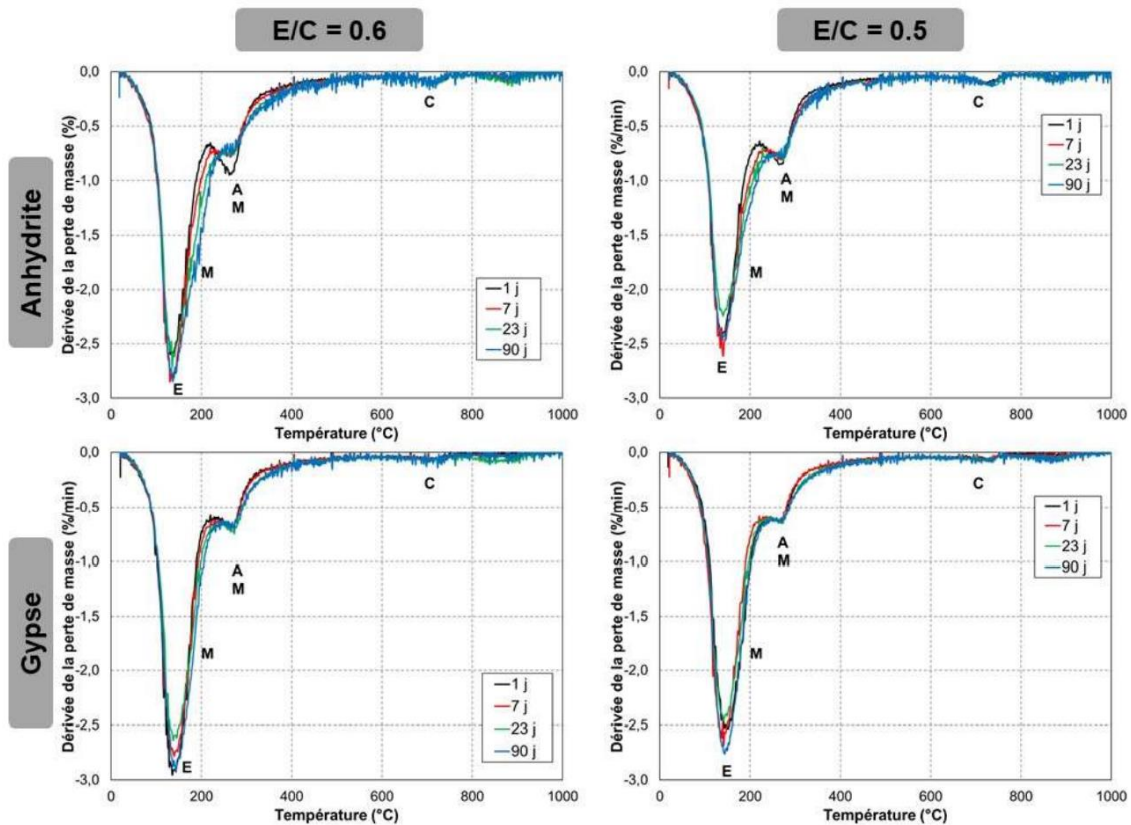 E/C = 0.6
E/C = 0.5
Anhydrite
Dérivée de la perte de masse (%)
0,0
-0,5
-1,0
-1,5
-2,0
-2,5
-3,0
0 200 400 600 800 1000
Température (°C)
C
A
M
M
E
1 j
7 j
23 j
90 j
Dérivée de la perte de masse (%/min)
0,0
-0,5
-1,0
-1,5
-2,0
-2,5
-3,0
0 200 400 600 800 1000
Température (°C)
C
A
M
M
E
1 j
7 j
23 j
90 j
Gypse
Dérivée de la perte de masse (%/min)
0,0
-0,5
-1,0
-1,5
-2,0
-2,5
-3,0
0 200 400 600 800 1000
Température (°C)
C
A
M
M
E
1 j
7 j
23 j
90 j
Dérivée de la perte de masse (%/min)
0,0
-0,5
-1,0
-1,5
-2,0
-2,5
-3,0
0 200 400 600 800 1000
Température (°C)
C
A
M
M
E
1 j
7 j
23 j
90 j